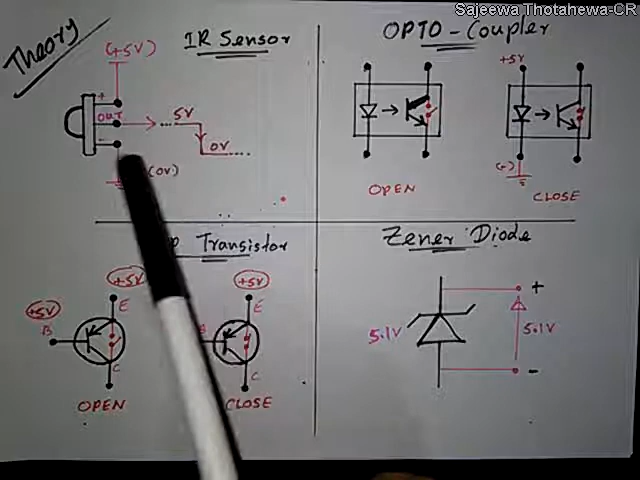 Sajeewa Thotahewa-CR
Theory
IR Sensor
(+5V)
+
OUT
-
5V
0V
(0V)
OPTO-Coupler
+5V
(-)
OPEN
CLOSE
Transistor
+5V
+5V
+5V
B
E
C
OPEN
E
C
CLOSE
Zener Diode
5.1V
+
5.1V
-